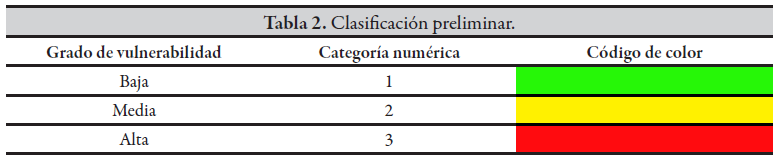 Tabla 2. Clasificación preliminar.
Grado de vulnerabilidad Categoría numérica Código de color
Baja 1
Media 2
Alta 3